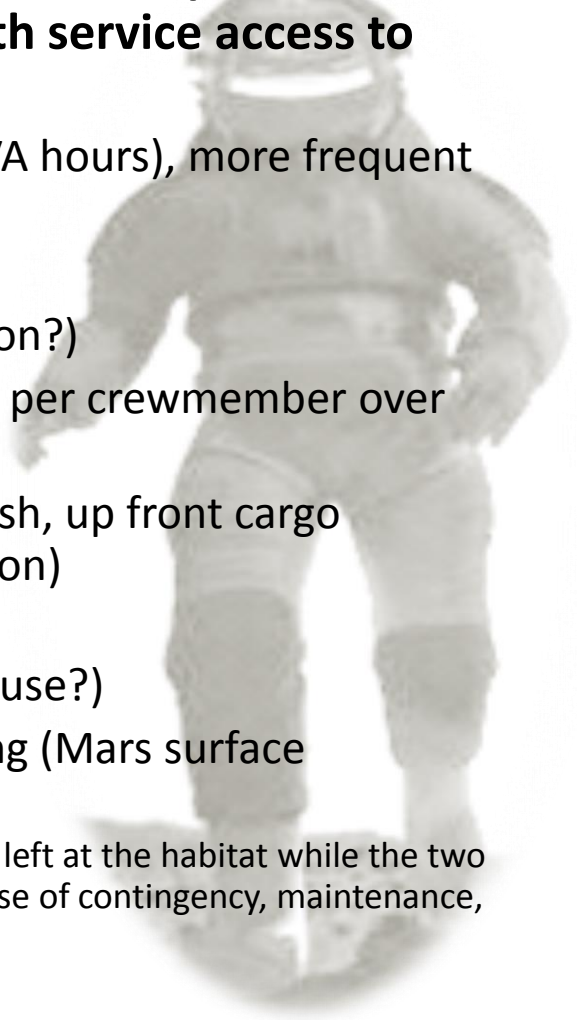 th service access to
VA hours), more frequent
on?)
per crewmember over
sh, up front cargo
on)
use?)
ng (Mars surface
left at the habitat while the two
se of contingency, maintenance,